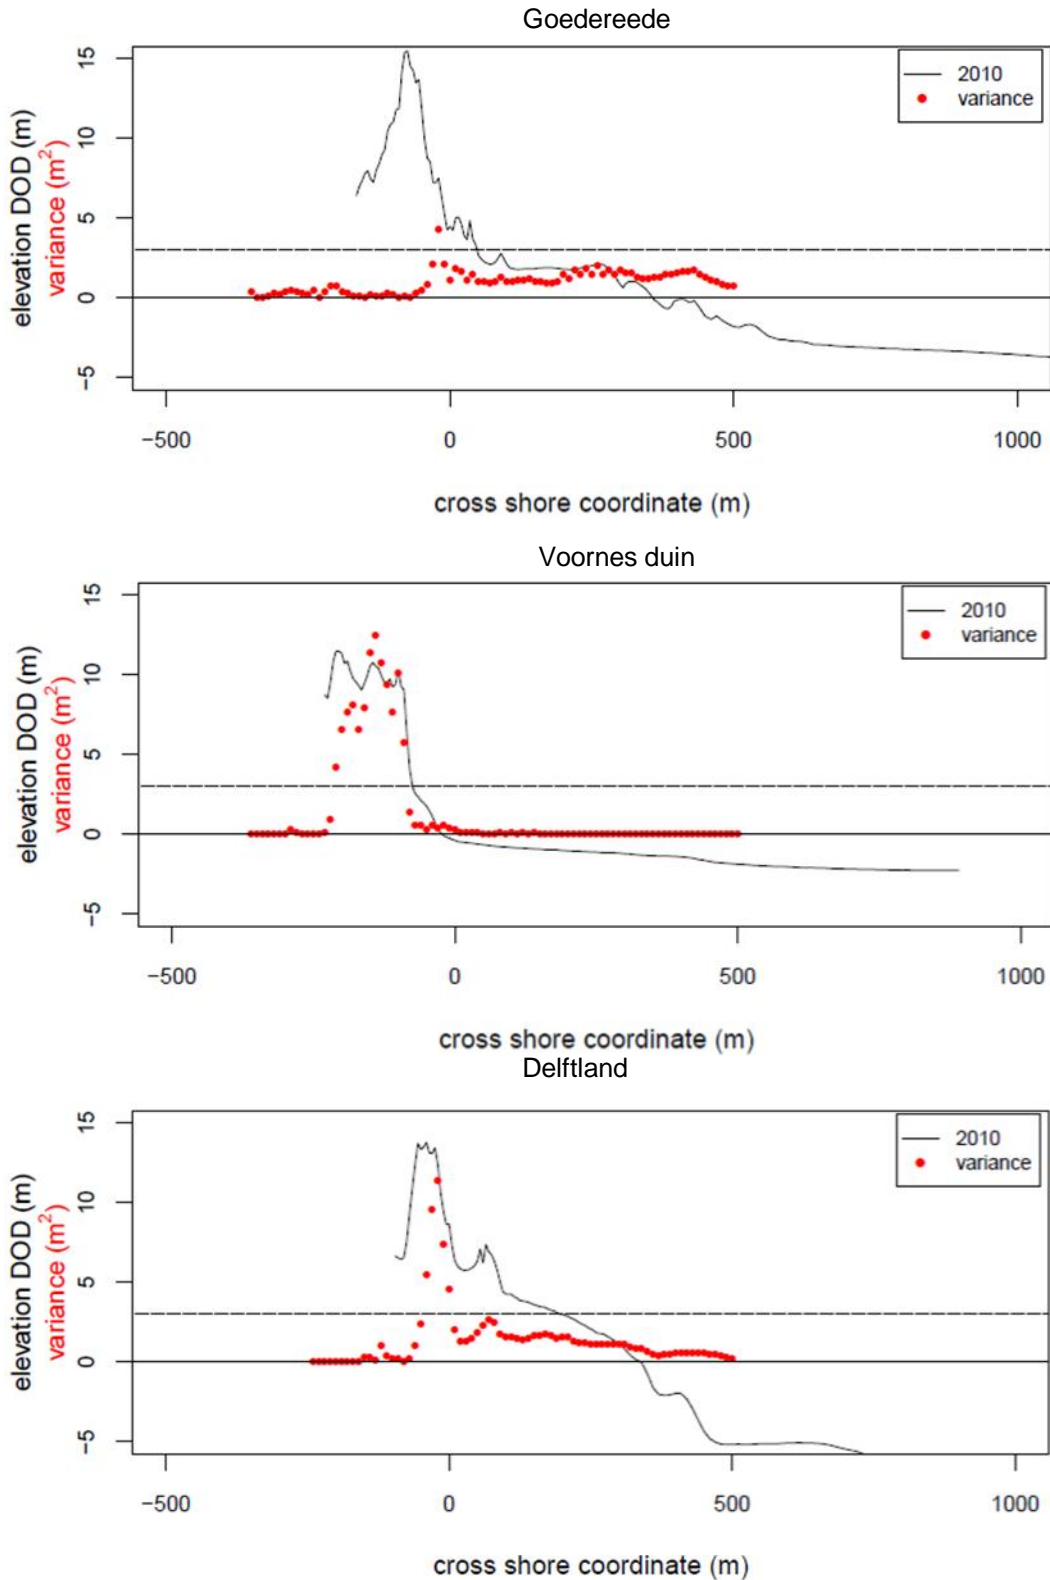 Goedereede
15
10
5
0
−5
elevation DOD (m)
variance (m²)
2010
variance
−500 0 500 1000
cross shore coordinate (m)
Voornes duin
15
10
5
0
−5
elevation DOD (m)
variance (m²)
2010
variance
−500 0 500 1000
cross shore coordinate (m)
Delftland
15
10
5
0
−5
elevation DOD (m)
variance (m²)
2010
variance
−500 0 500 1000
cross shore coordinate (m)